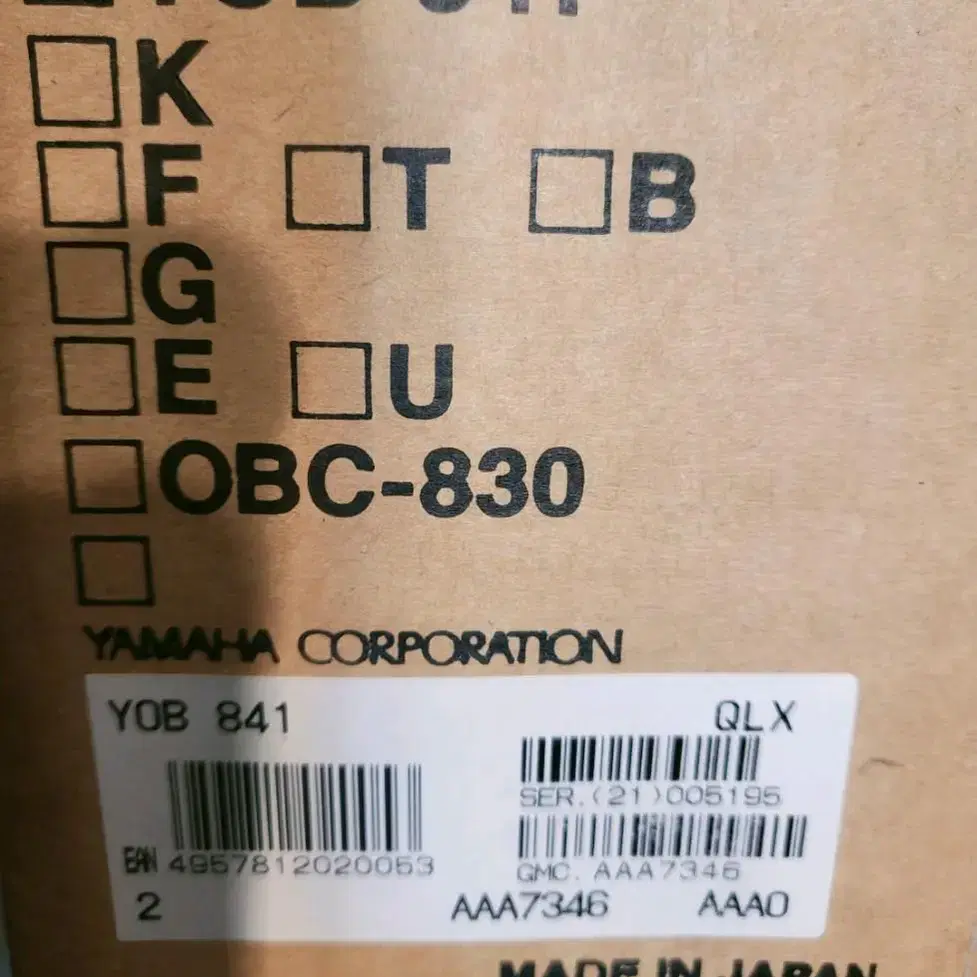 K
F T B
G
E U
OBC-830
YAMAHA CORPORATION
YOB 841 QLX
SER.(21)005195
EAN 4957812020053
GMC. AAA7346
2 AAA7346 AAA0
MADE IN JAPAN